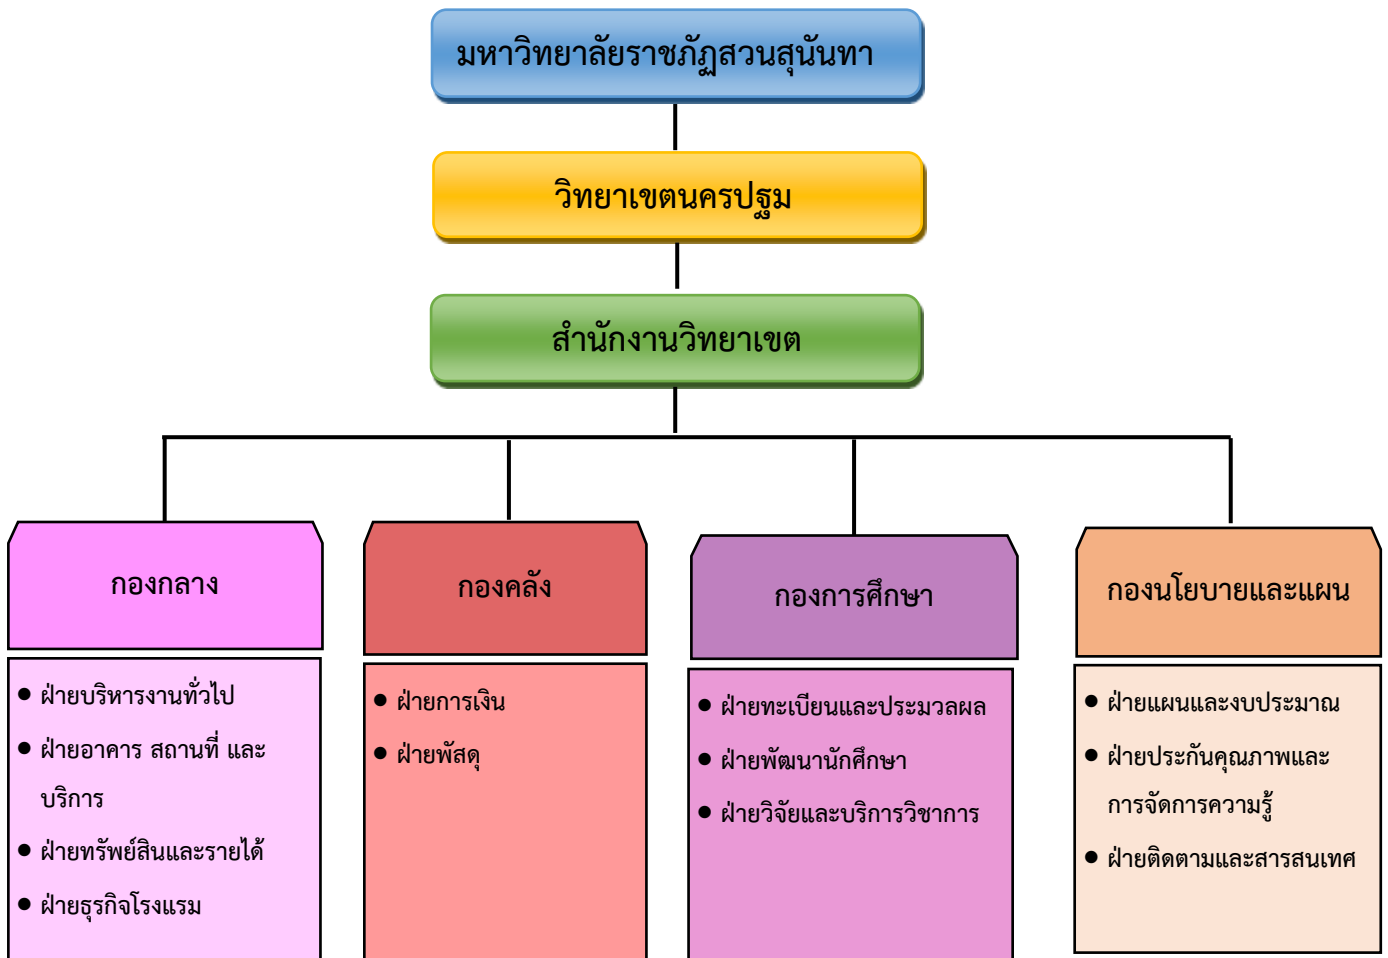 มหาวิทยาลัยราชภัฏสวนสุนันทา
วิทยาเขตนครปฐม
สำนักงานวิทยาเขต
กองกลาง
● ฝ่ายบริหารงานทั่วไป
● ฝ่ายอาคาร สถานที่ และ
บริการ
● ฝ่ายทรัพย์สินและรายได้
● ฝ่ายธุรกิจโรงแรม
กองคลัง
● ฝ่ายการเงิน
● ฝ่ายพัสดุ
กองการศึกษา
● ฝ่ายทะเบียนและประมวลผล
● ฝ่ายพัฒนานักศึกษา
● ฝ่ายวิจัยและบริการวิชาการ
กองนโยบายและแผน
● ฝ่ายแผนและงบประมาณ
● ฝ่ายประกันคุณภาพและ
การจัดการความรู้
● ฝ่ายติดตามและสารสนเทศ